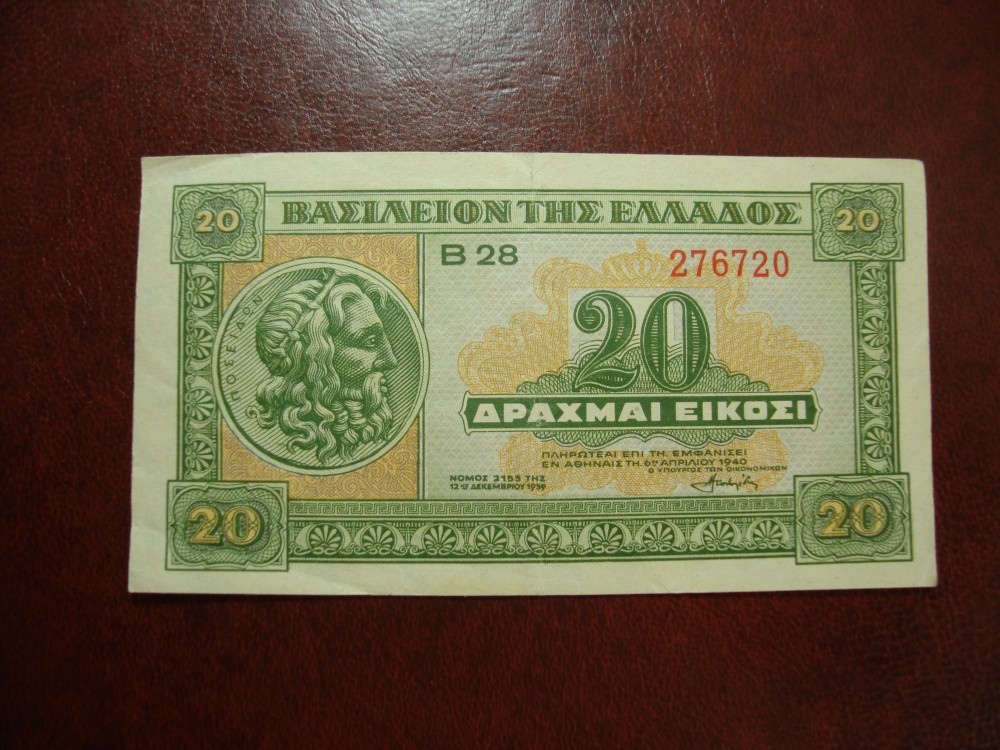 20 ΒΑΣΙΛΕΙΟΝ ΤΗΣ ΕΛΛΑΔΟΣ 20
Β 28 276720
ΠΟΣΕΙΔΩΝ
20
ΔΡΑΧΜΑΙ ΕΙΚΟΣΙ
ΠΛΗΡΩΤΕΑΙ ΕΠΙ ΤΗ. ΕΜΦΑΝΙΣΕΙ
ΕΝ ΑΘΗΝΑΙΣ ΤΗ. 6ῃ ΑΠΡΙΛΙΟΥ 1940
Ο ΥΠΟΥΡΓΟΣ ΤΩΝ ΟΙΚΟΝΟΜΙΚΩΝ
ΝΟΜΟΣ 2155 ΤΗΣ
12ης ΔΕΚΕΜΒΡΙΟΥ 1939
20 20